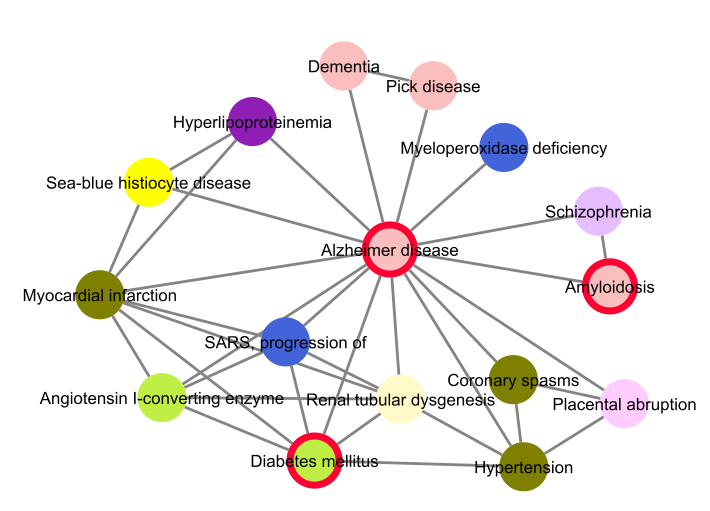 Dementia
Pick disease
Hyperlipoproteinemia
Myeloperoxidase deficiency
Sea-blue histiocyte disease
Schizophrenia
Alzheimer disease
Amyloidosis
Myocardial infarction
SARS, progression of
Coronary spasms
Angiotensin I-converting enzyme
Renal tubular dysgenesis
Placental abruption
Diabetes mellitus
Hypertension